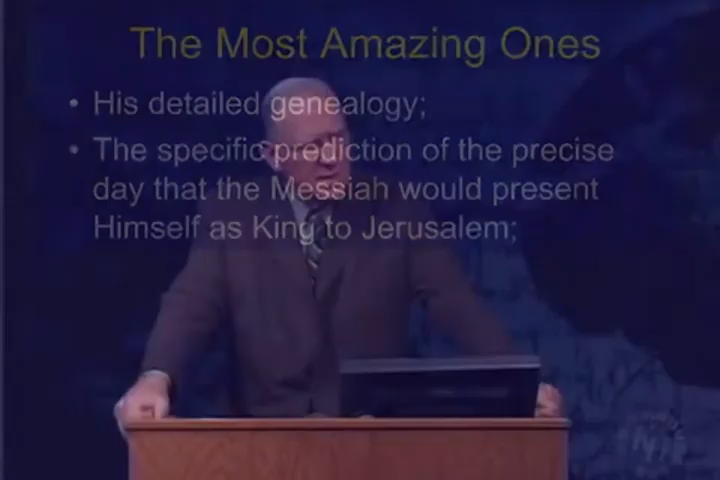 The Most Amazing Ones
• His detailed genealogy;
• The specific prediction of the precise
day that the Messiah would present
Himself as King to Jerusalem;